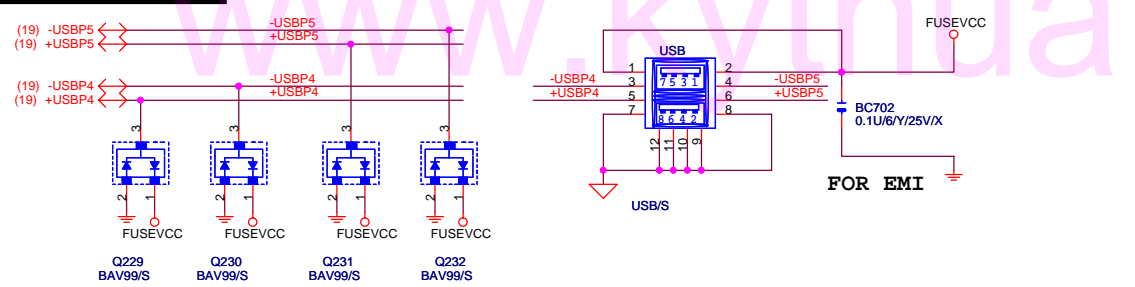 www.kythua
(19) -USBP5
(19) +USBP5
-USBP5
+USBP5
(19) -USBP4
(19) +USBP4
-USBP4
+USBP4
3 3 3 3
2 1 2 1 2 1 2 1
FUSEVCC FUSEVCC FUSEVCC FUSEVCC
Q229 Q230 Q231 Q232
BAV99/S BAV99/S BAV99/S BAV99/S
USB
FUSEVCC
1 2
7 5 3 1
-USBP4 3 4 -USBP5
+USBP4 5 6 +USBP5
7 8
8 6 4 2
12 11 10 9
USB/S
BC702
0.1U/6/Y/25V/X
FOR EMI